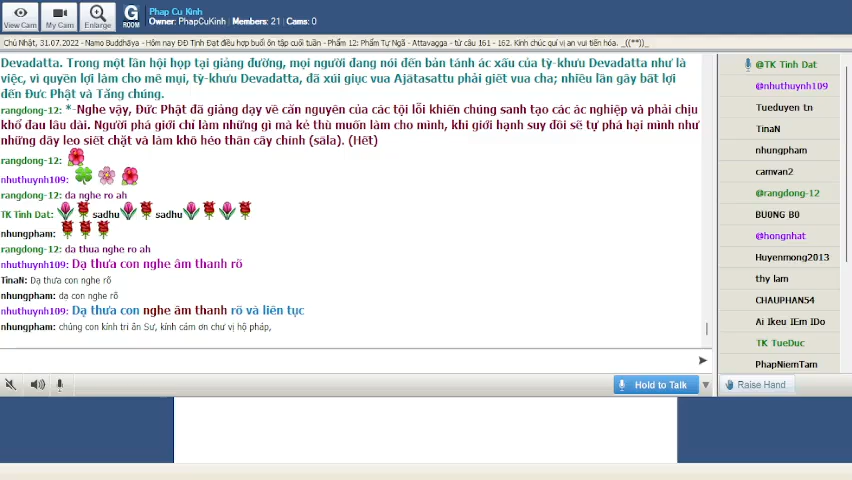 Phap Cu Kinh
Owner: PhapCuKinh | Members: 21 | Cams: 0
View Cam
My Cam
Enlarge
G
ROOM
Chủ Nhật, 31.07.2022 - Namo Buddhāya - Hôm nay ĐĐ Tịnh Đạt điều hợp buổi ôn tập cuối tuần - Phẩm 12: Phẩm Tự Ngã - Attavagga - từ câu 161 - 162. Kính chúc quí vị an vui tiến hóa. _((**))_
Devadatta. Trong một lần hội họp tại giảng đường, mọi người đang nói đến bản tánh ác xấu của tỳ-khưu Devadatta như là
việc, vì quyền lợi làm cho mê muội, tỳ-khưu Devadatta, đã xúi giục vua Ajātasattu phải giết vua cha; nhiều lần gây bất lợi
đến Đức Phật và Tăng chúng.
rangdong-12: *-Nghe vậy, Đức Phật đã giảng dạy về căn nguyên của các tội lỗi khiến chúng sanh tạo các ác nghiệp và phải chịu
khổ đau lâu dài. Người phá giới chỉ làm những gì mà kẻ thù muốn làm cho mình, khi giới hạnh suy đồi sẽ tự phá hại mình như
những dây leo siết chặt và làm khô héo thân cây chính (sāla). (Hết)
rangdong-12:
nhuthuynh109:
rangdong-12: da nghe ro ah
TK Tinh Dat: sadhu sadhu
nhungpham:
rangdong-12: da thua nghe ro ah
nhuthuynh109: Dạ thưa con nghe âm thanh rõ
TinaN: Dạ thưa con nghe rõ
nhungpham: dạ con nghe rõ
nhuthuynh109: Dạ thưa con nghe âm thanh rõ và liên tục
nhungpham: chúng con kính tri ân Sư, kính cám ơn chư vị hộ pháp,
@TK Tinh Dat
@nhuthuynh109
Tueduyen tn
TinaN
nhungpham
camvan2
@rangdong-12
BUONG B0
@hongnhat
Huyenmong2013
thy lam
CHAUPHAN54
Ai Ikeu IEm IDo
TK TueDuc
PhapNiemTam
Hold to Talk
Raise Hand